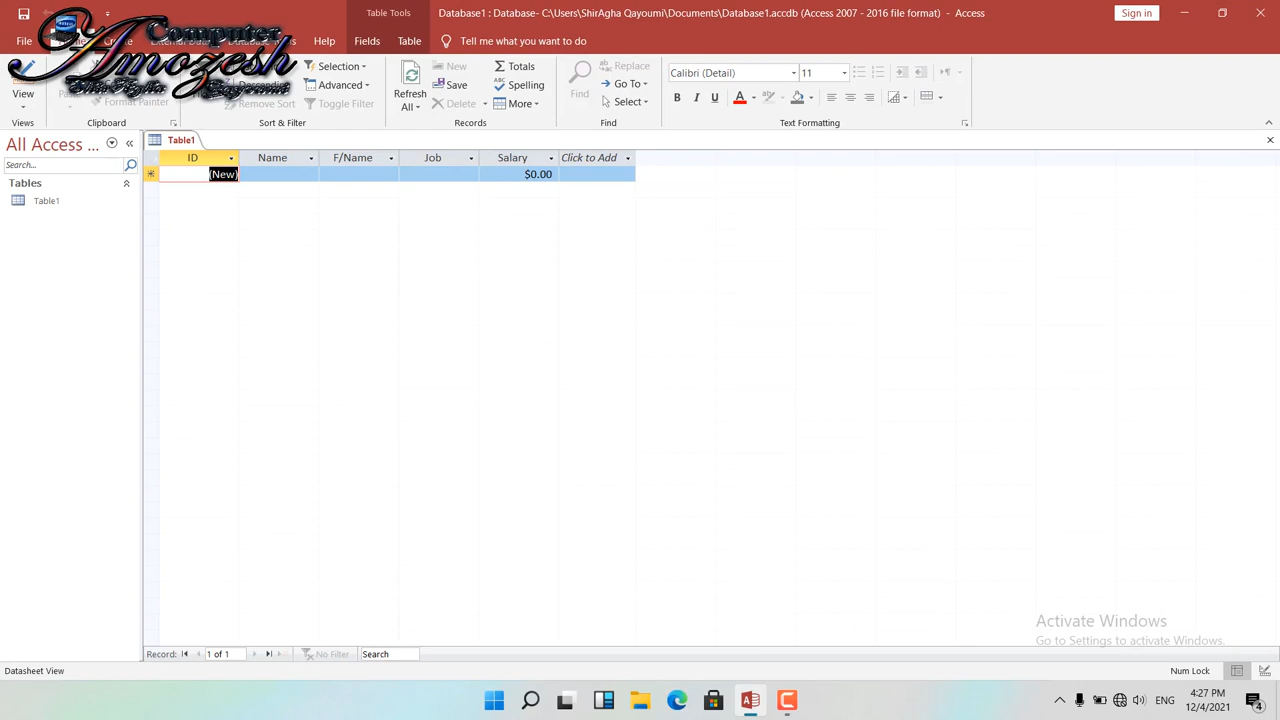 Table Tools
Database1 : Database- C:\Users\ShirAgha Qayoumi\Documents\Database1.accdb (Access 2007 - 2016 file format) - Access
Sign in
File
External Data
Help
Fields
Table
Tell me what you want to do
Computer
Amozesh
View
Format Painter
Remove Sort
Selection
Advanced
Toggle Filter
Refresh
All
New
Save
Delete
Totals
Spelling
More
Find
Replace
Go To
Select
Calibri (Detail)
11
B I U
Views
Clipboard
Sort & Filter
Records
Text Formatting
All Access ...
Search...
Tables
Table1
Table1
ID Name F/Name Job Salary Click to Add
(New) $0.00
Activate Windows
Go to Settings to activate Windows.
Record:
1 of 1
No Filter
Search
Datasheet View
Num Lock
ENG
4:27 PM
12/4/2021
4